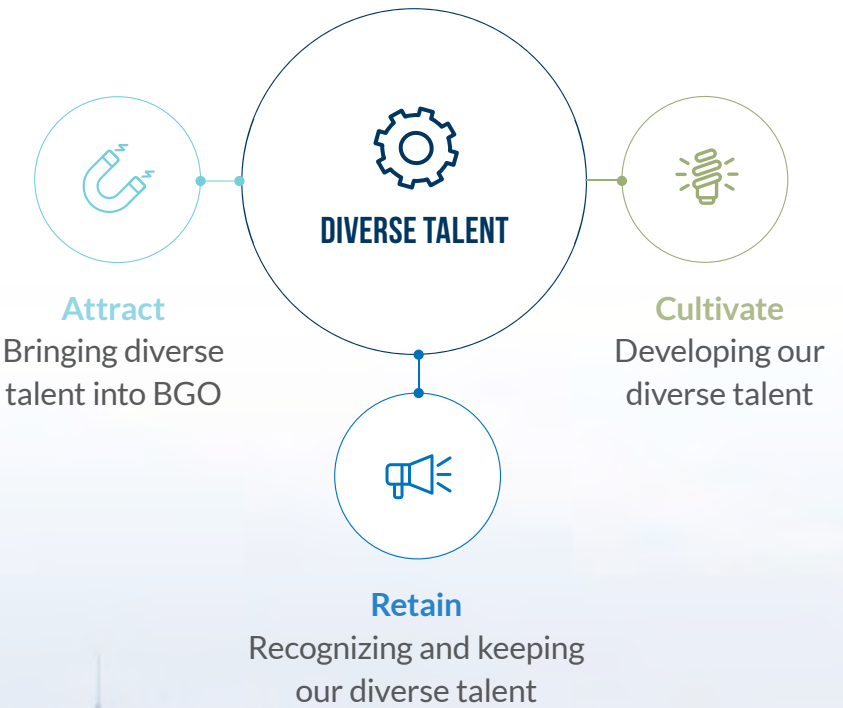 DIVERSE TALENT
Attract
Bringing diverse
talent into BGO
Cultivate
Developing our
diverse talent
Retain
Recognizing and keeping
our diverse talent